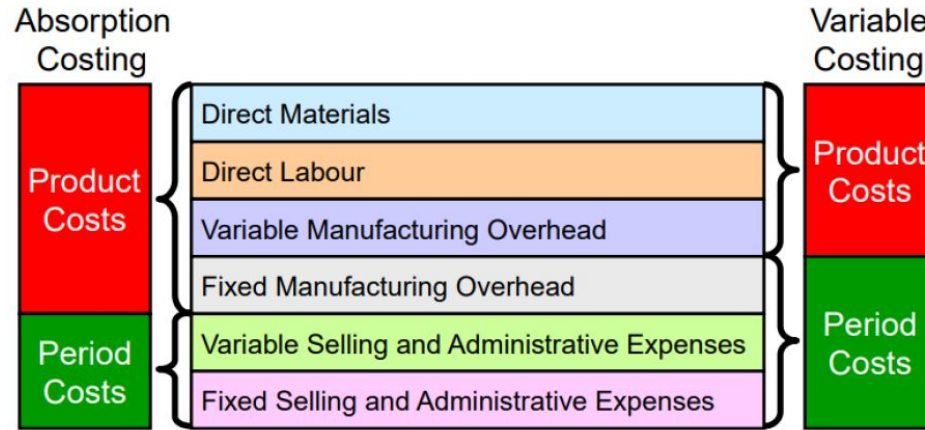 Absorption
Costing
Variable
Costing
Product
Costs
Period
Costs
Direct Materials
Direct Labour
Variable Manufacturing Overhead
Fixed Manufacturing Overhead
Variable Selling and Administrative Expenses
Fixed Selling and Administrative Expenses
Product
Costs
Period
Costs